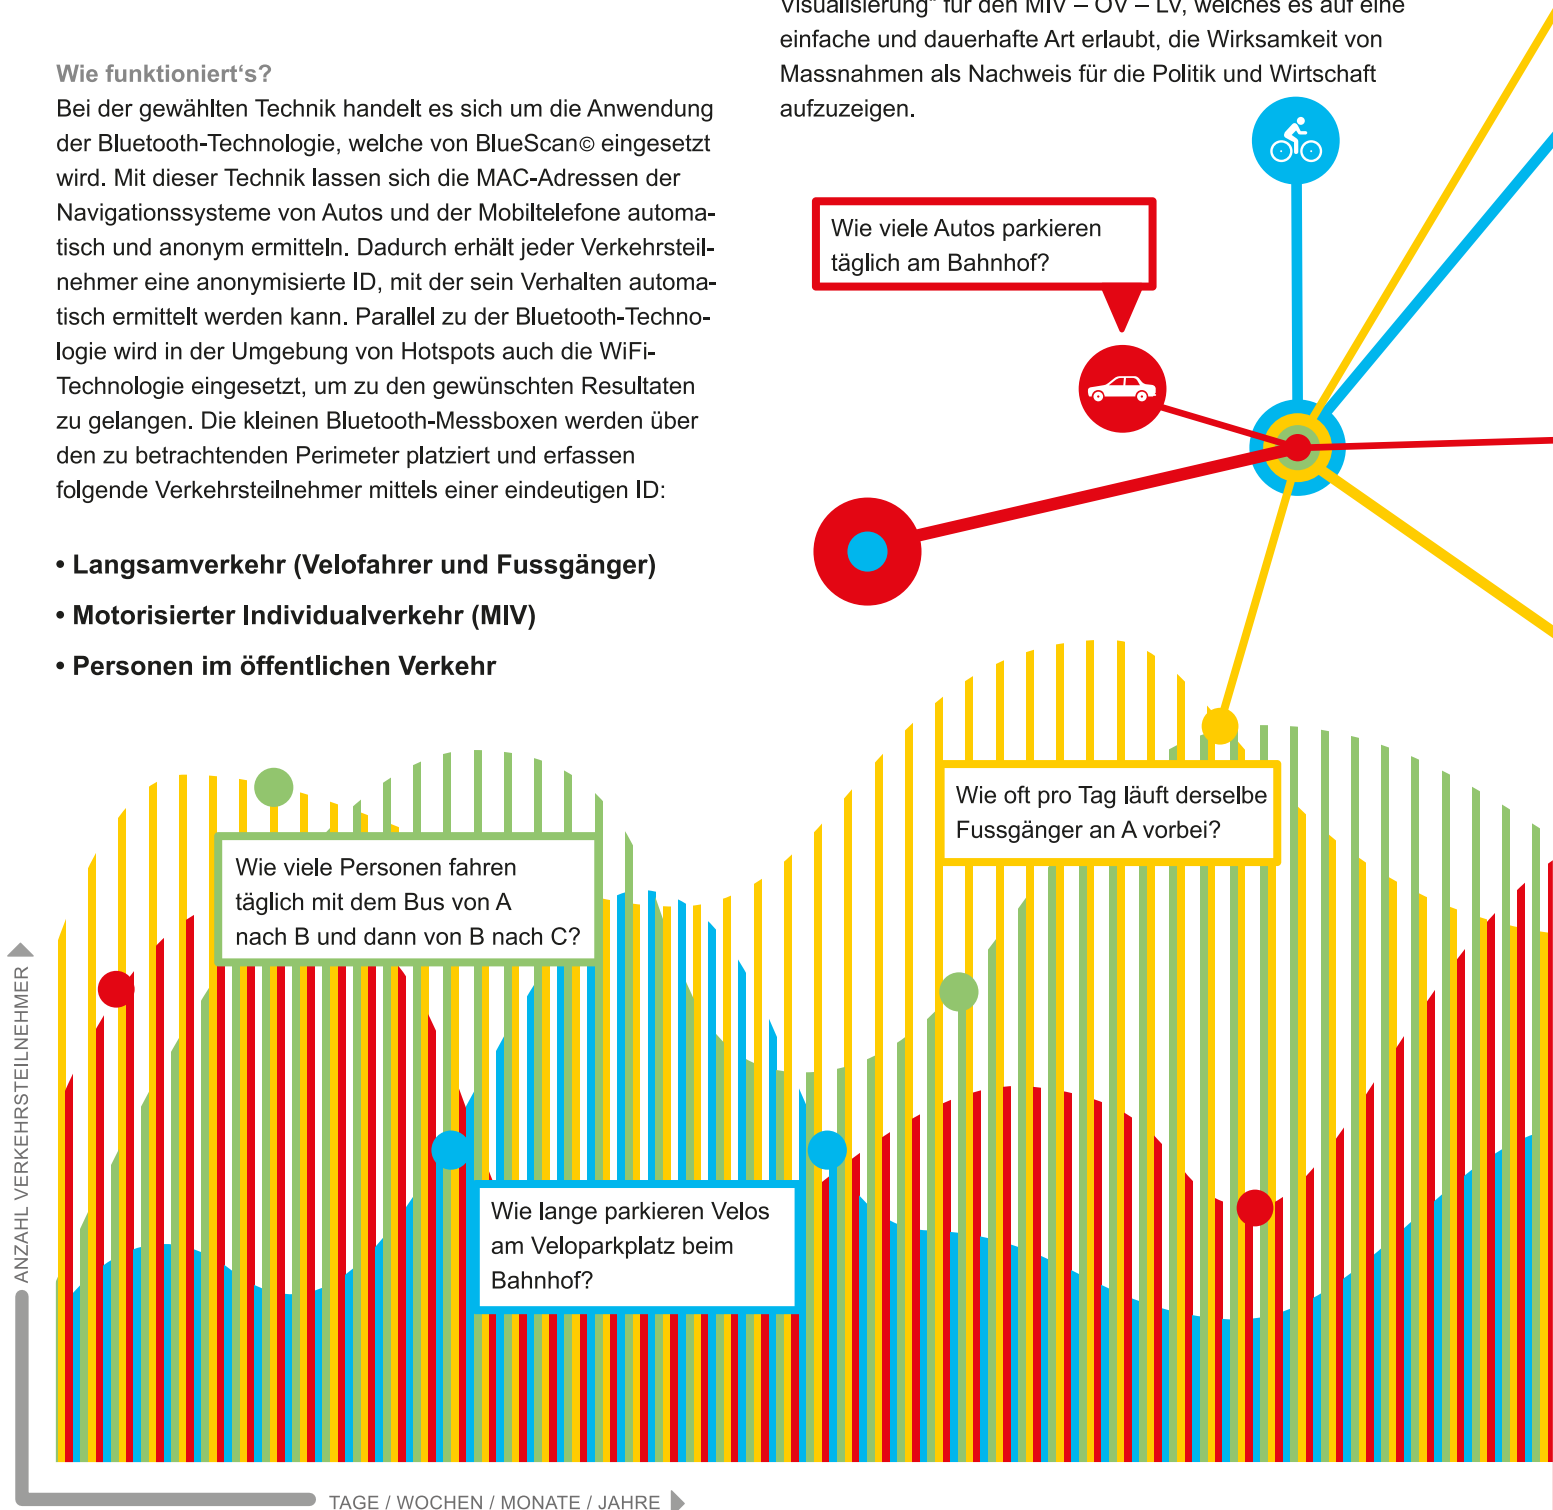 Wie funktioniert‘s?
Bei der gewählten Technik handelt es sich um die Anwendung
der Bluetooth-Technologie, welche von BlueScan© eingesetzt
wird. Mit dieser Technik lassen sich die MAC-Adressen der
Navigationssysteme von Autos und der Mobiltelefone automa-
tisch und anonym ermitteln. Dadurch erhält jeder Verkehrsteil-
nehmer eine anonymisierte ID, mit der sein Verhalten automa-
tisch ermittelt werden kann. Parallel zu der Bluetooth-Techno-
logie wird in der Umgebung von Hotspots auch die WiFi-
Technologie eingesetzt, um zu den gewünschten Resultaten
zu gelangen. Die kleinen Bluetooth-Messboxen werden über
den zu betrachtenden Perimeter platziert und erfassen
folgende Verkehrsteilnehmer mittels einer eindeutigen ID:
• Langsamverkehr (Velofahrer und Fussgänger)
• Motorisierter Individualverkehr (MIV)
• Personen im öffentlichen Verkehr
Visualisierung“ für den MIV – ÖV – LV, welches es auf eine
einfache und dauerhafte Art erlaubt, die Wirksamkeit von
Massnahmen als Nachweis für die Politik und Wirtschaft
aufzuzeigen.
Wie viele Autos parkieren
täglich am Bahnhof?
Wie oft pro Tag läuft derselbe
Fussgänger an A vorbei?
Wie viele Personen fahren
täglich mit dem Bus von A
nach B und dann von B nach C?
Wie lange parkieren Velos
am Veloparkplatz beim
Bahnhof?
ANZAHL VERKEHRSTEILNEHMER
TAGE / WOCHEN / MONATE / JAHRE